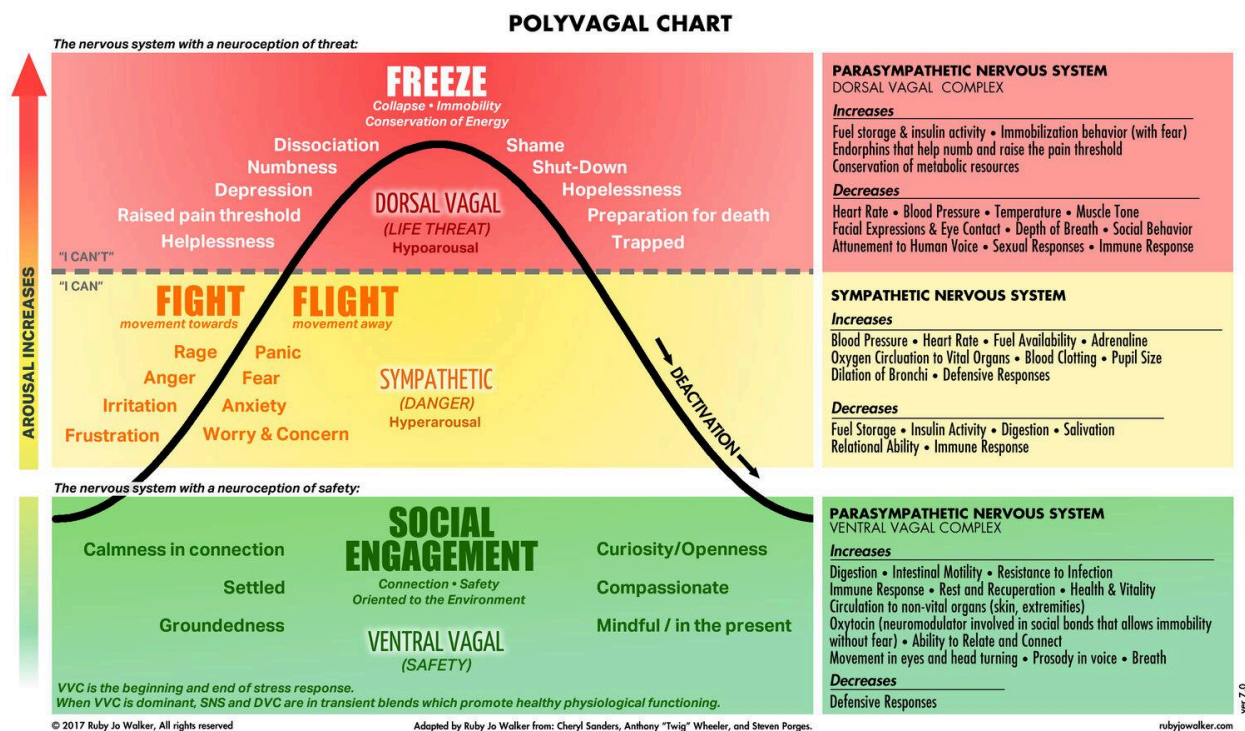 POLYVAGAL CHART
The nervous system with a neuroception of threat:
FREEZE
Collapse • Immobility
Conservation of Energy
Dissociation
Numbness
Depression
Raised pain threshold
Helplessness
Shame
Shut-Down
Hopelessness
Preparation for death
Trapped
DORSAL VAGAL
(LIFE THREAT)
Hypoarousal
"I CAN'T"
"I CAN"
AROUSAL INCREASES
FIGHT
movement towards
FLIGHT
movement away
Rage
Anger
Irritation
Frustration
Panic
Fear
Anxiety
Worry & Concern
SYMPATHETIC
(DANGER)
Hyperarousal
DEACTIVATION
The nervous system with a neuroception of safety:
SOCIAL
ENGAGEMENT
Connection • Safety
Oriented to the Environment
Calmness in connection
Settled
Groundedness
Curiosity/Openness
Compassionate
Mindful / in the present
VENTRAL VAGAL
(SAFETY)
VVC is the beginning and end of stress response.
When VVC is dominant, SNS and DVC are in transient blends which promote healthy physiological functioning.
PARASYMPATHETIC NERVOUS SYSTEM
DORSAL VAGAL COMPLEX
Increases
Fuel storage & insulin activity • Immobilization behavior (with fear)
Endorphins that help numb and raise the pain threshold
Conservation of metabolic resources
Decreases
Heart Rate • Blood Pressure • Temperature • Muscle Tone
Facial Expressions & Eye Contact • Depth of Breath • Social Behavior
Attunement to Human Voice • Sexual Responses • Immune Response
SYMPATHETIC NERVOUS SYSTEM
Increases
Blood Pressure • Heart Rate • Fuel Availability • Adrenaline
Oxygen Circluation to Vital Organs • Blood Clotting • Pupil Size
Dilation of Bronchi • Defensive Responses
Decreases
Fuel Storage • Insulin Activity • Digestion • Salivation
Relational Ability • Immune Response
PARASYMPATHETIC NERVOUS SYSTEM
VENTRAL VAGAL COMPLEX
Increases
Digestion • Intestinal Motility • Resistance to Infection
Immune Response • Rest and Recuperation • Health & Vitality
Circulation to non-vital organs (skin, extremities)
Oxytocin (neuromodulator involved in social bonds that allows immobility
without fear) • Ability to Relate and Connect
Movement in eyes and head turning • Prosody in voice • Breath
Decreases
Defensive Responses
ver 7.0
© 2017 Ruby Jo Walker, All rights reserved
Adapted by Ruby Jo Walker from: Cheryl Sanders, Anthony "Twig" Wheeler, and Steven Porges.
rubyjowalker.com